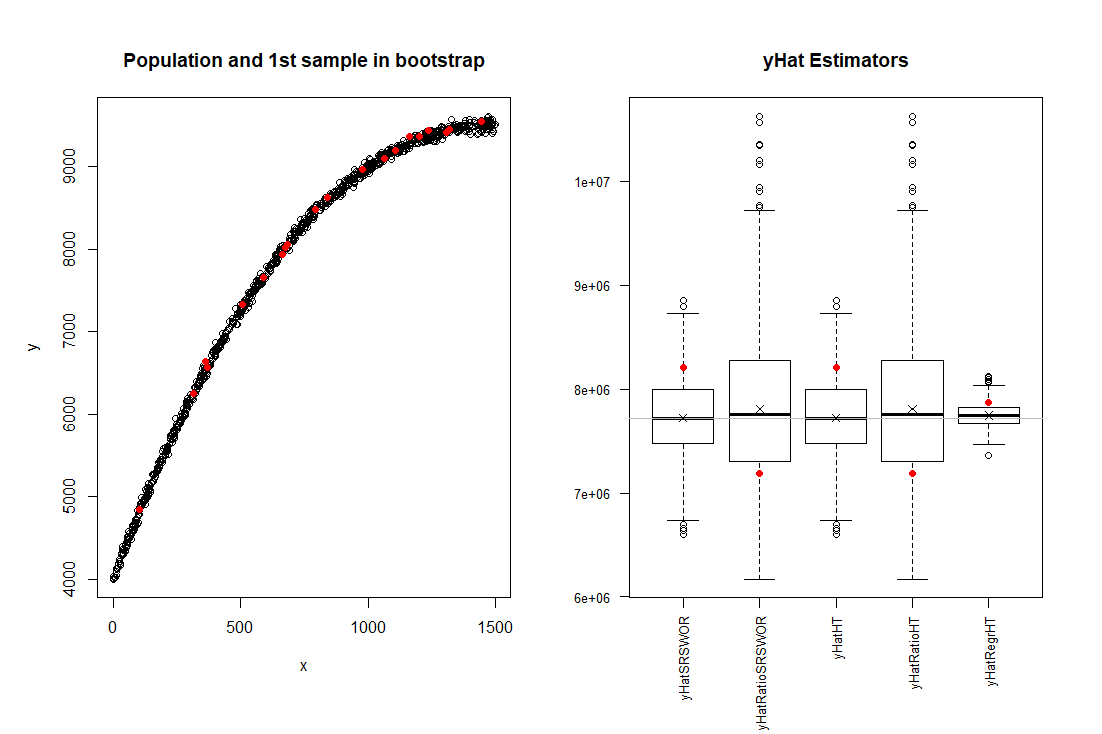 Population and 1st sample in bootstrap
y
9000
8000
7000
6000
5000
4000
0 500 1000 1500
x
yHat Estimators
1e+07
9e+06
8e+06
7e+06
6e+06
yHatSRSWOR
yHatRatioSRSWOR
yHatHT
yHatRatioHT
yHatRegrHT